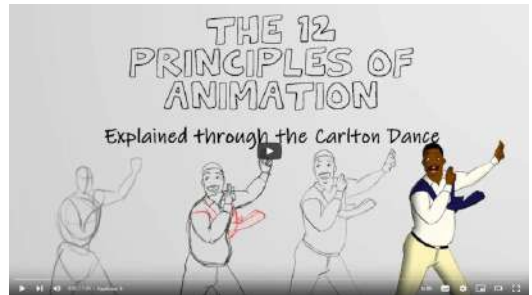 THE 12
PRINCIPLES OF
ANIMATION
Explained through the Carlton Dance